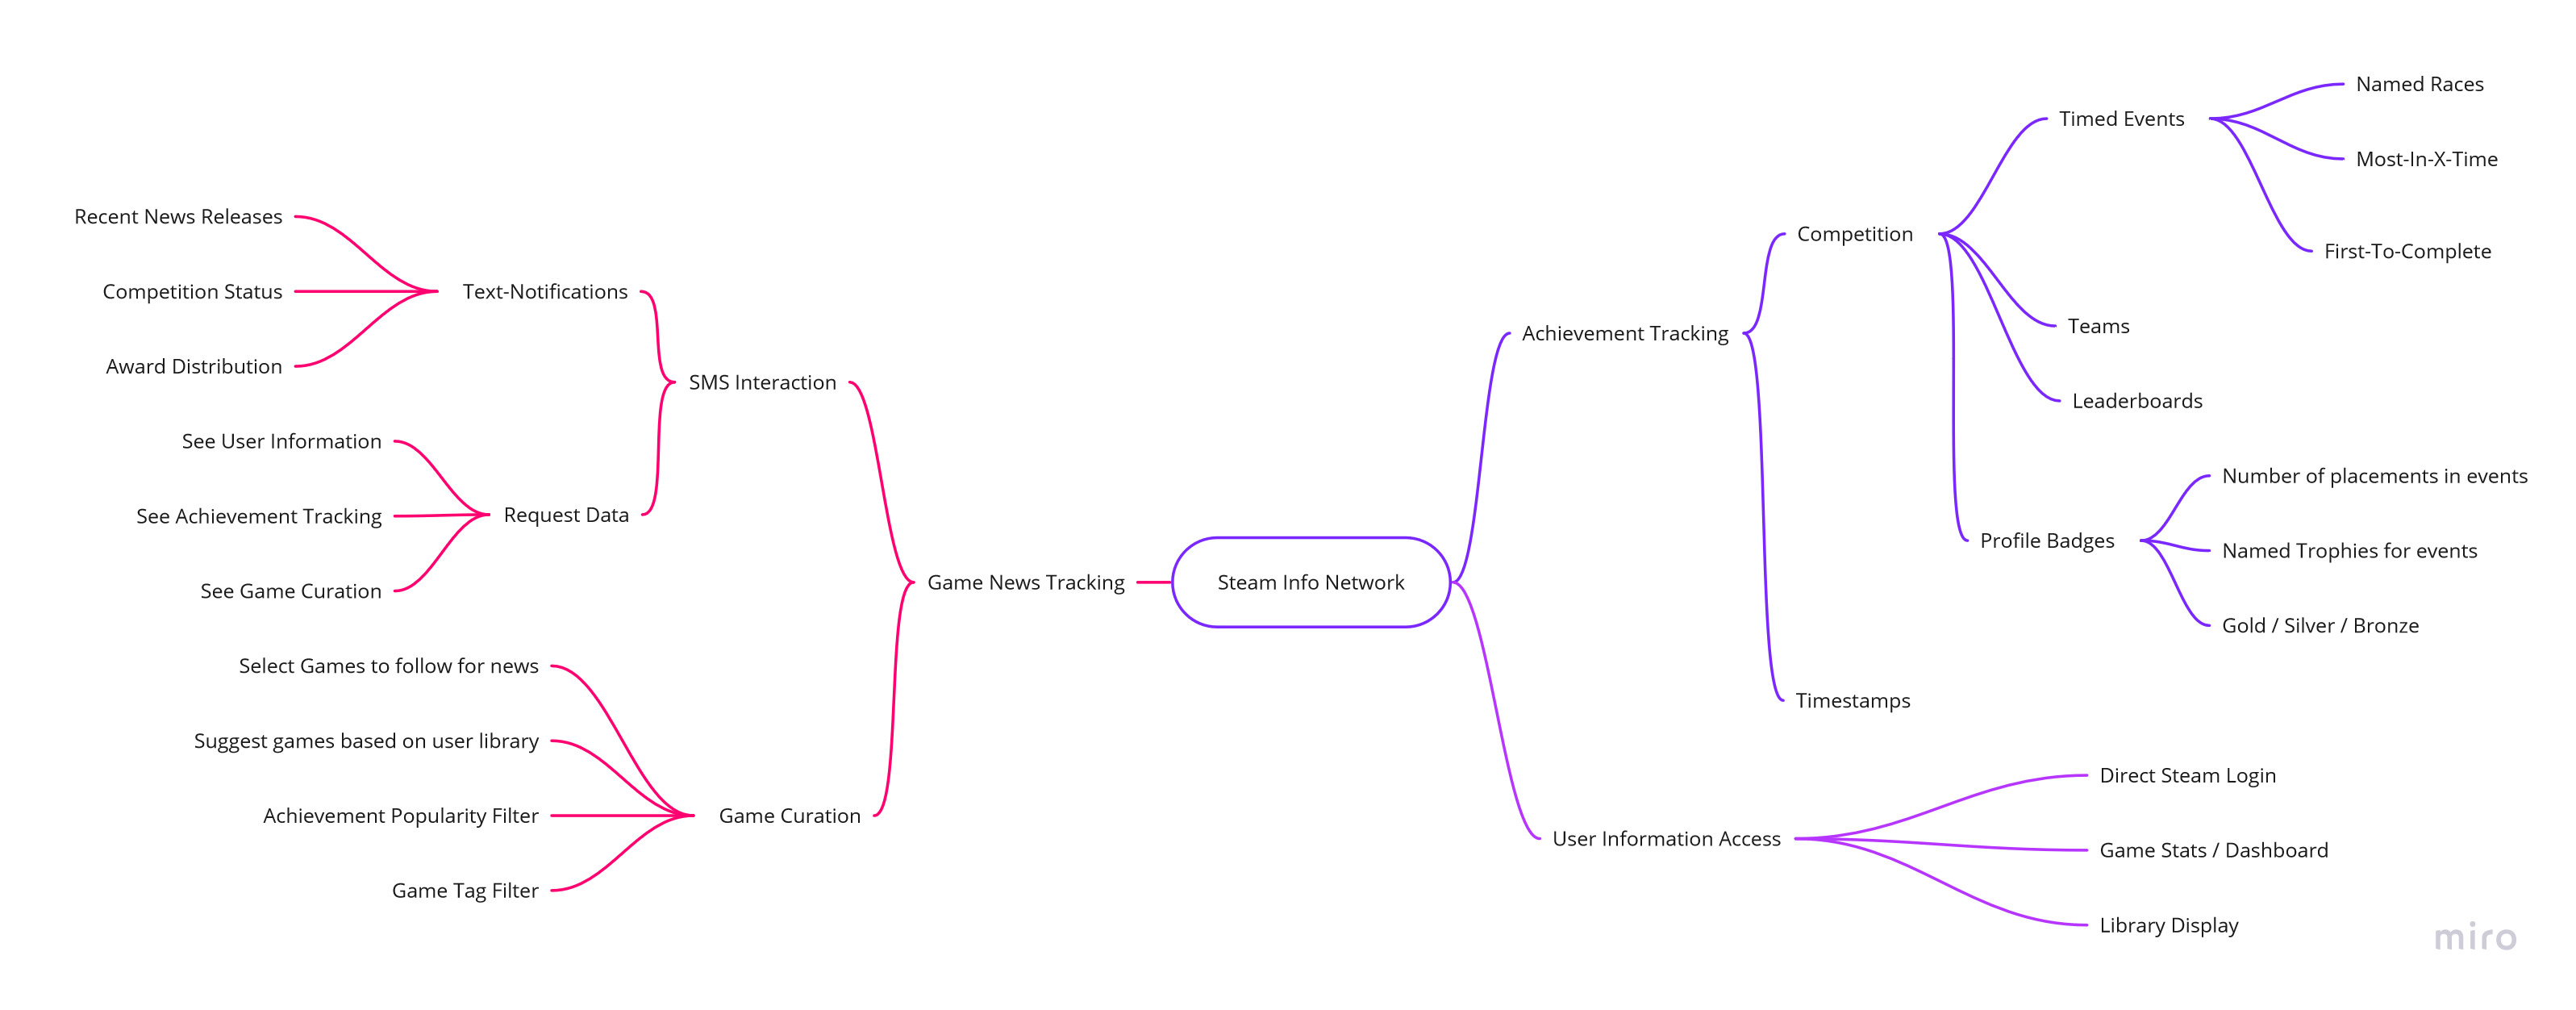 Named Races
Timed Events
Most-In-X-Time
First-To-Complete
Competition
Teams
Leaderboards
Achievement Tracking
Number of placements in events
Profile Badges
Named Trophies for events
Gold / Silver / Bronze
Timestamps
Steam Info Network
Direct Steam Login
User Information Access
Game Stats / Dashboard
Library Display
Game News Tracking
SMS Interaction
Text-Notifications
Recent News Releases
Competition Status
Award Distribution
Request Data
See User Information
See Achievement Tracking
See Game Curation
Game Curation
Select Games to follow for news
Suggest games based on user library
Achievement Popularity Filter
Game Tag Filter
miro